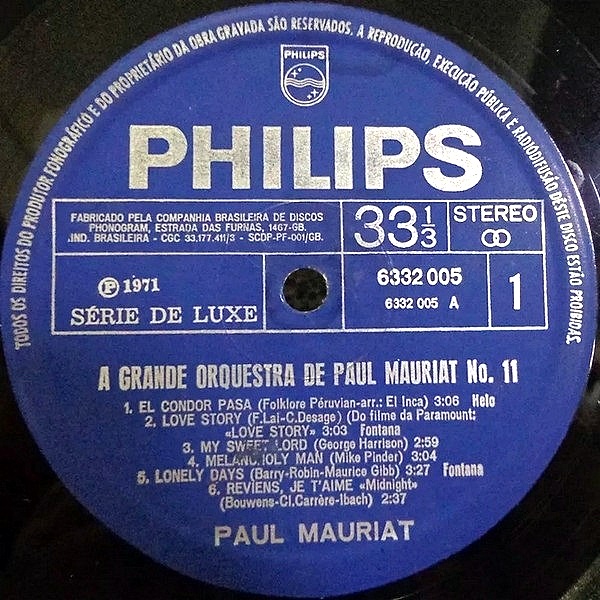 TODOS OS DIREITOS DO PRODUTOR FONOGRÁFICO E DO PROPRIETÁRIO DA OBRA GRAVADA SÃO RESERVADOS. A REPRODUÇÃO, EXECUÇÃO PÚBLICA E RADIODIFUSÃO DÊSTE DISCO ESTÃO PROIBIDAS.
PHILIPS
PHILIPS
FABRICADO PELA COMPANHIA BRASILEIRA DE DISCOS
PHONOGRAM, ESTRADA DAS FURNAS, 1467-GB.
IND. BRASILEIRA - CGC 33.177.411/3 - SCDP-PF-001/GB.
33 1/3
STEREO
Ⓟ 1971
SÉRIE DE LUXE
6332 005
6332 005 A
1
A GRANDE ORQUESTRA DE PAUL MAURIAT No. 11
1. EL CONDOR PASA (Folklore Péruvian-arr.: El Inca) 3:06 Helo
2. LOVE STORY (F.Lai-C.Desage) (Do filme da Paramount:
«LOVE STORY» 3:03 Fontana
3. MY SWEET LORD (George Harrison) 2:59
4. MELANCHOLY MAN (Mike Pinder) 3:04
5. LONELY DAYS (Barry-Robin-Maurice Gibb) 3:27 Fontana
6. REVIENS, JE T'AIME «Midnight»
(Bouwens-Cl.Carrère-Ibach) 2:37
PAUL MAURIAT